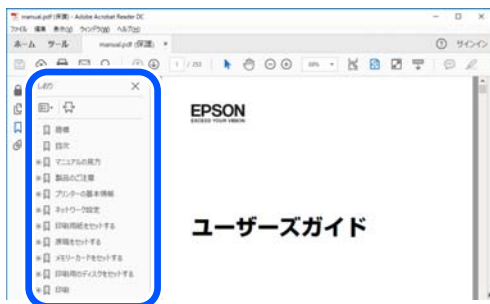 manual.pdf (保護) - Adobe Acrobat Reader DC
ファイル 編集 表示(V) ウィンドウ(W) ヘルプ(H)
ホーム ツール manual.pdf (保護) × サインイン
1 / 253
しおり ×
商標
目次
マニュアルの見方
製品のご注意
プリンターの基本情報
ネットワーク設定
印刷用紙をセットする
原稿をセットする
メモリーカードをセットする
印刷用のディスクをセットする
印刷
EPSON
EXCEED YOUR VISION
ユーザーズガイド